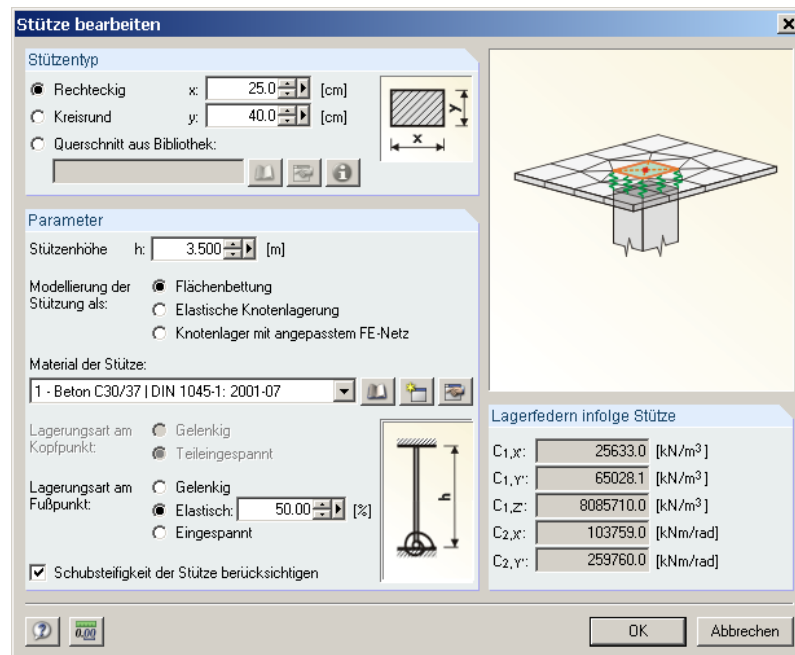 Stütze bearbeiten
Stützentyp
Rechteckig x: 25.0 [cm]
Kreisrund y: 40.0 [cm]
Querschnitt aus Bibliothek:
x
y
Parameter
Stützenhöhe h: 3.500 [m]
Modellierung der Stützung als:
Flächenbettung
Elastische Knotenlagerung
Knotenlager mit angepasstem FE-Netz
Material der Stütze:
1 - Beton C30/37 | DIN 1045-1: 2001-07
Lagerungsart am Kopfpunkt:
Gelenkig
Teileingespannt
Lagerungsart am Fußpunkt:
Gelenkig
Elastisch: 50.00 [%]
Eingespannt
h
Schubsteifigkeit der Stütze berücksichtigen
Lagerfedern infolge Stütze
C1,X': 25633.0 [kN/m³]
C1,Y': 65028.1 [kN/m³]
C1,Z': 8085710.0 [kN/m³]
C2,X': 103759.0 [kNm/rad]
C2,Y': 259760.0 [kNm/rad]
0.00
OK
Abbrechen